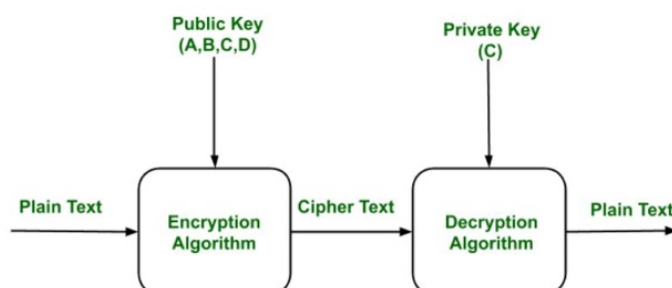 Public Key
(A,B,C,D)
Private Key
(C)
Plain Text
Encryption
Algorithm
Cipher Text
Decryption
Algorithm
Plain Text